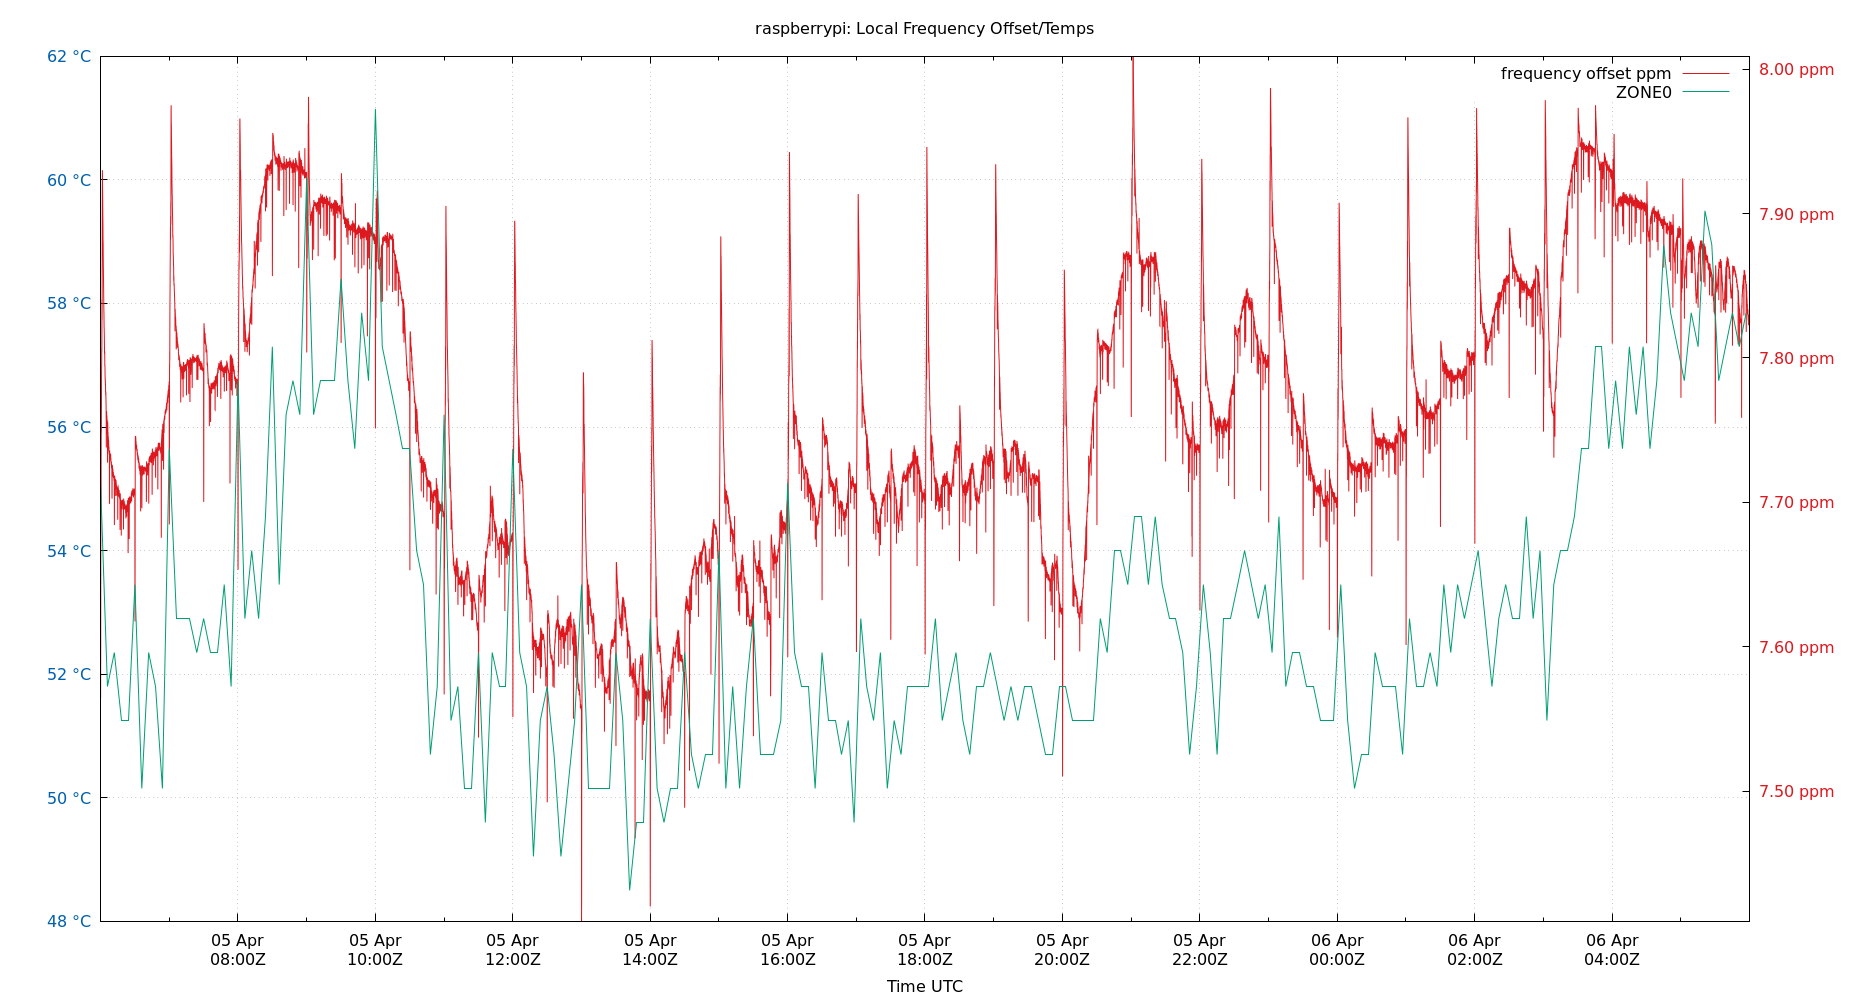 raspberrypi: Local Frequency Offset/Temps
62 °C
60 °C
58 °C
56 °C
54 °C
52 °C
50 °C
48 °C
frequency offset ppm
ZONE0
8.00 ppm
7.90 ppm
7.80 ppm
7.70 ppm
7.60 ppm
7.50 ppm
05 Apr 05 Apr 05 Apr 05 Apr 05 Apr 05 Apr 05 Apr 05 Apr 06 Apr 06 Apr 06 Apr
08:00Z 10:00Z 12:00Z 14:00Z 16:00Z 18:00Z 20:00Z 22:00Z 00:00Z 02:00Z 04:00Z
Time UTC